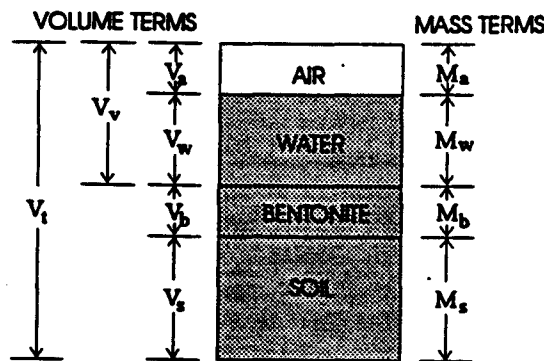 VOLUME TERMS MASS TERMS
Va AIR Ma
Vv Vw WATER Mw
Vt Vb BENTONITE Mb
Vs SOIL Ms